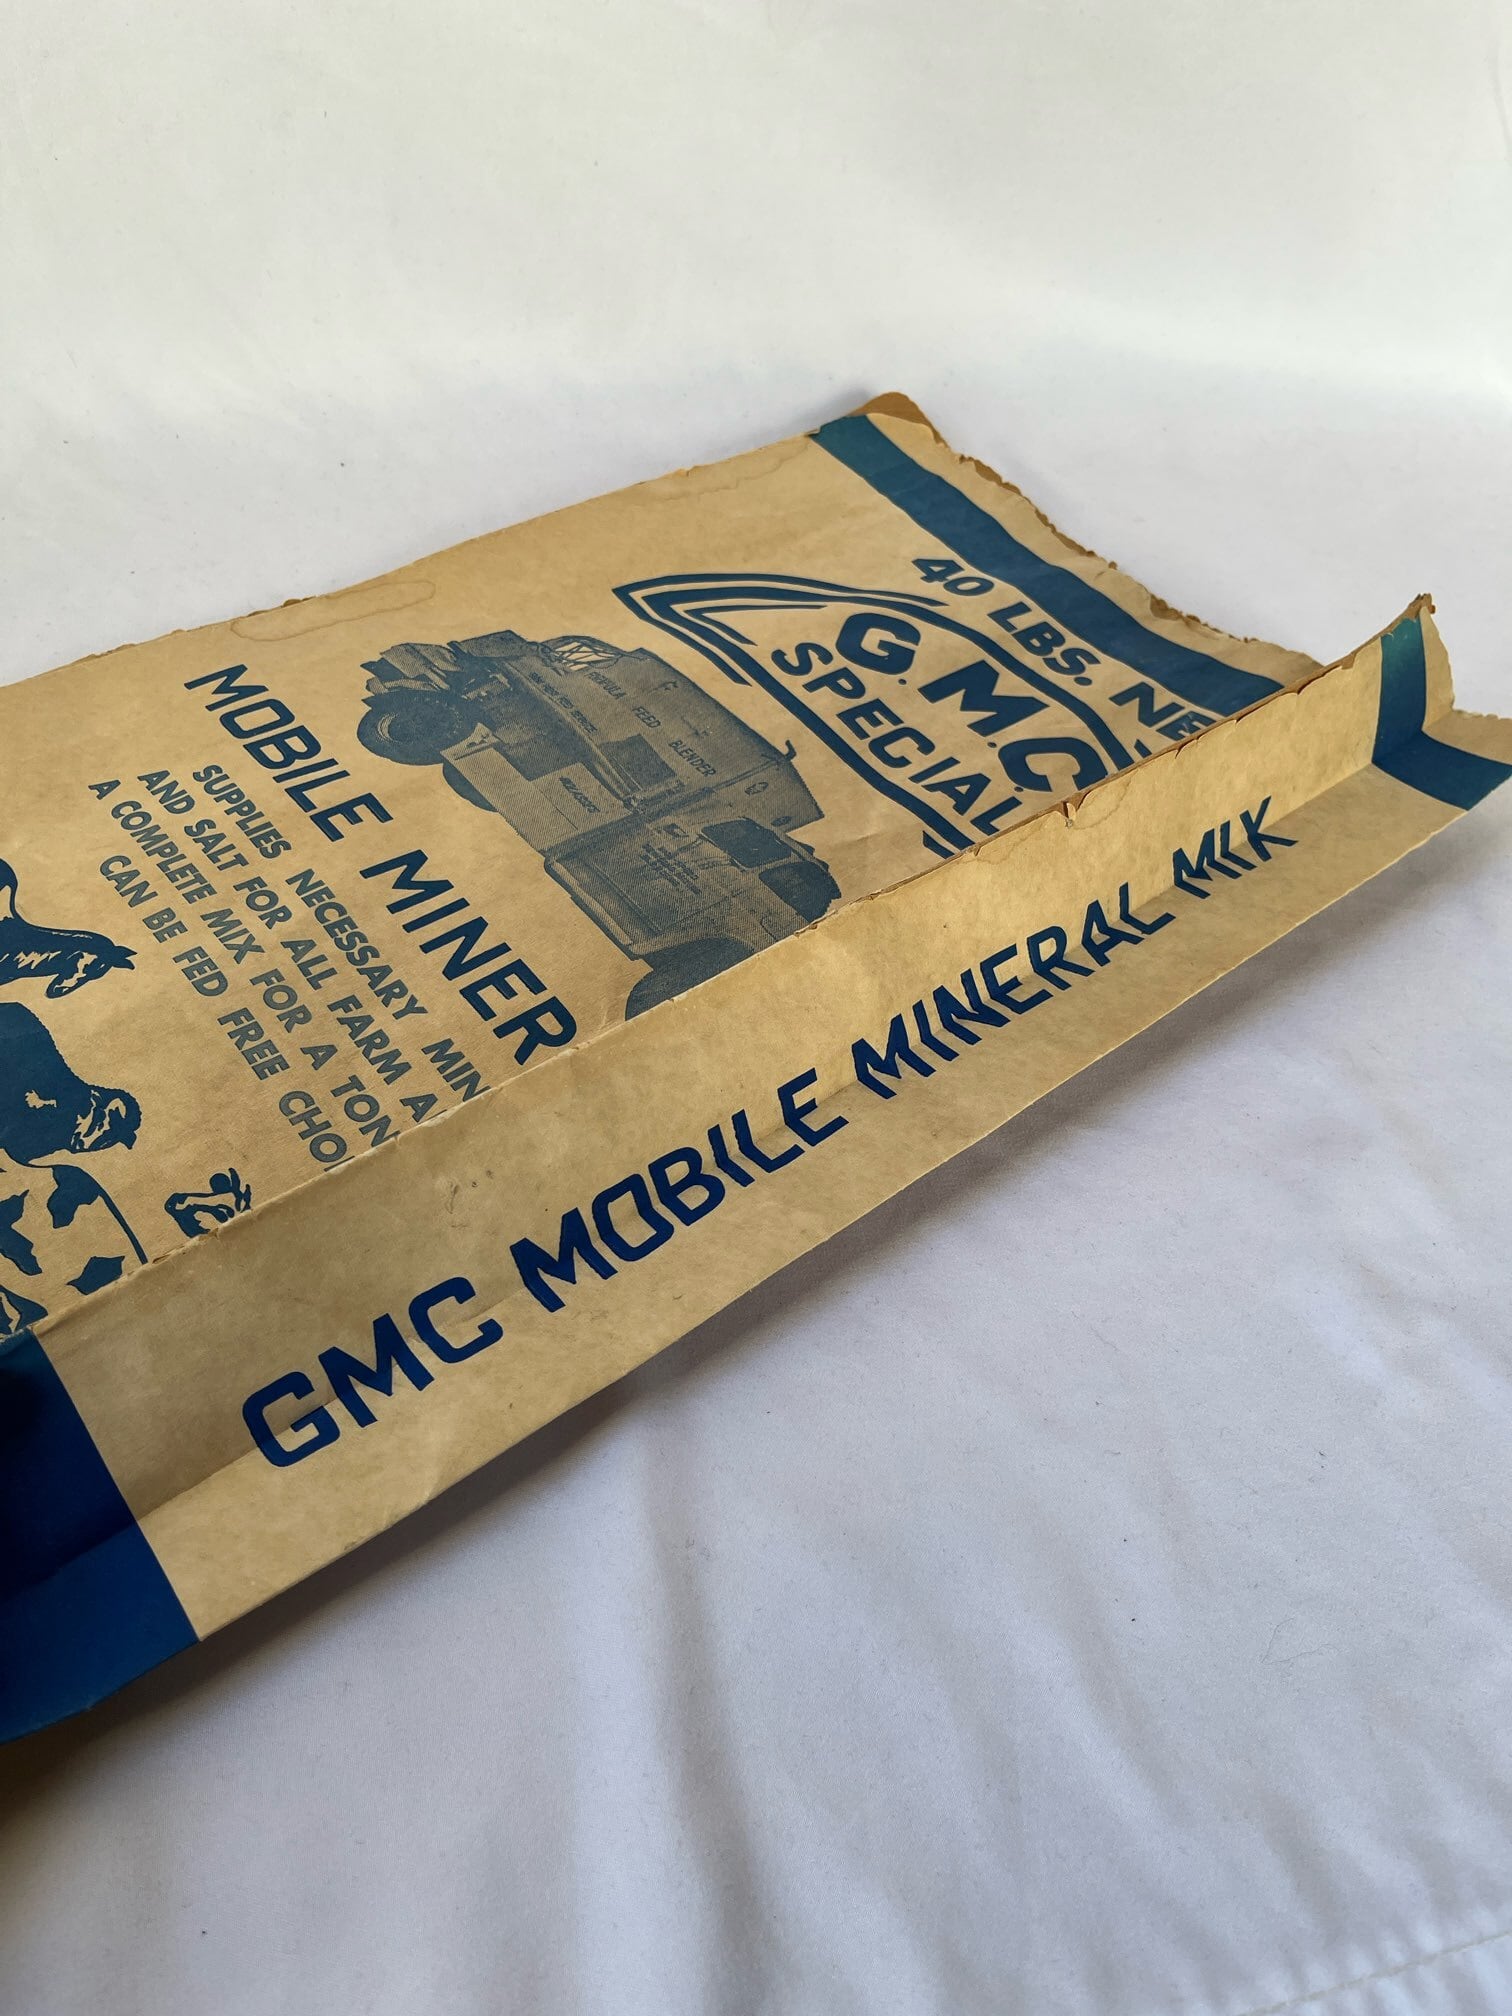 40 LBS. NE
G.M.C
SPECIAL
FORMULA FEED BLENDER
MOBILE MINER
SUPPLIES NECESSARY MIN
AND SALT FOR ALL FARM A
A COMPLETE MIX FOR A TON
CAN BE FED FREE CHO
GMC MOBILE MINERAL MIX